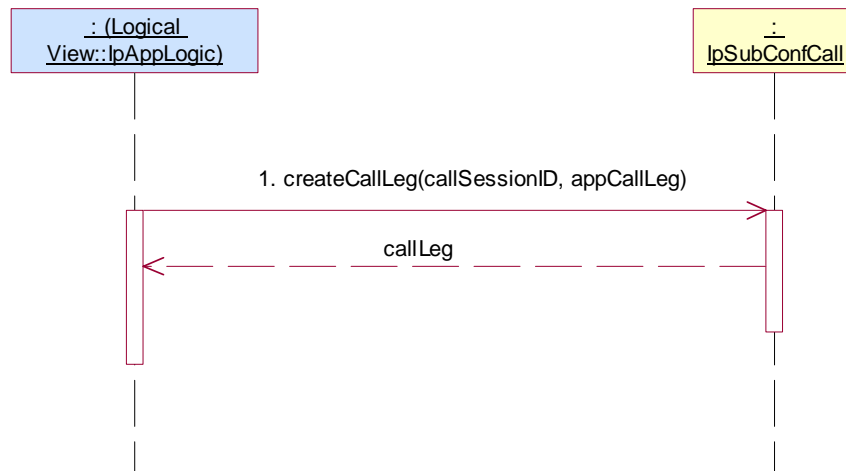 : (Logical
View::IpAppLogic)
:
IpSubConfCall
1. createCallLeg(callSessionID, appCallLeg)
callLeg